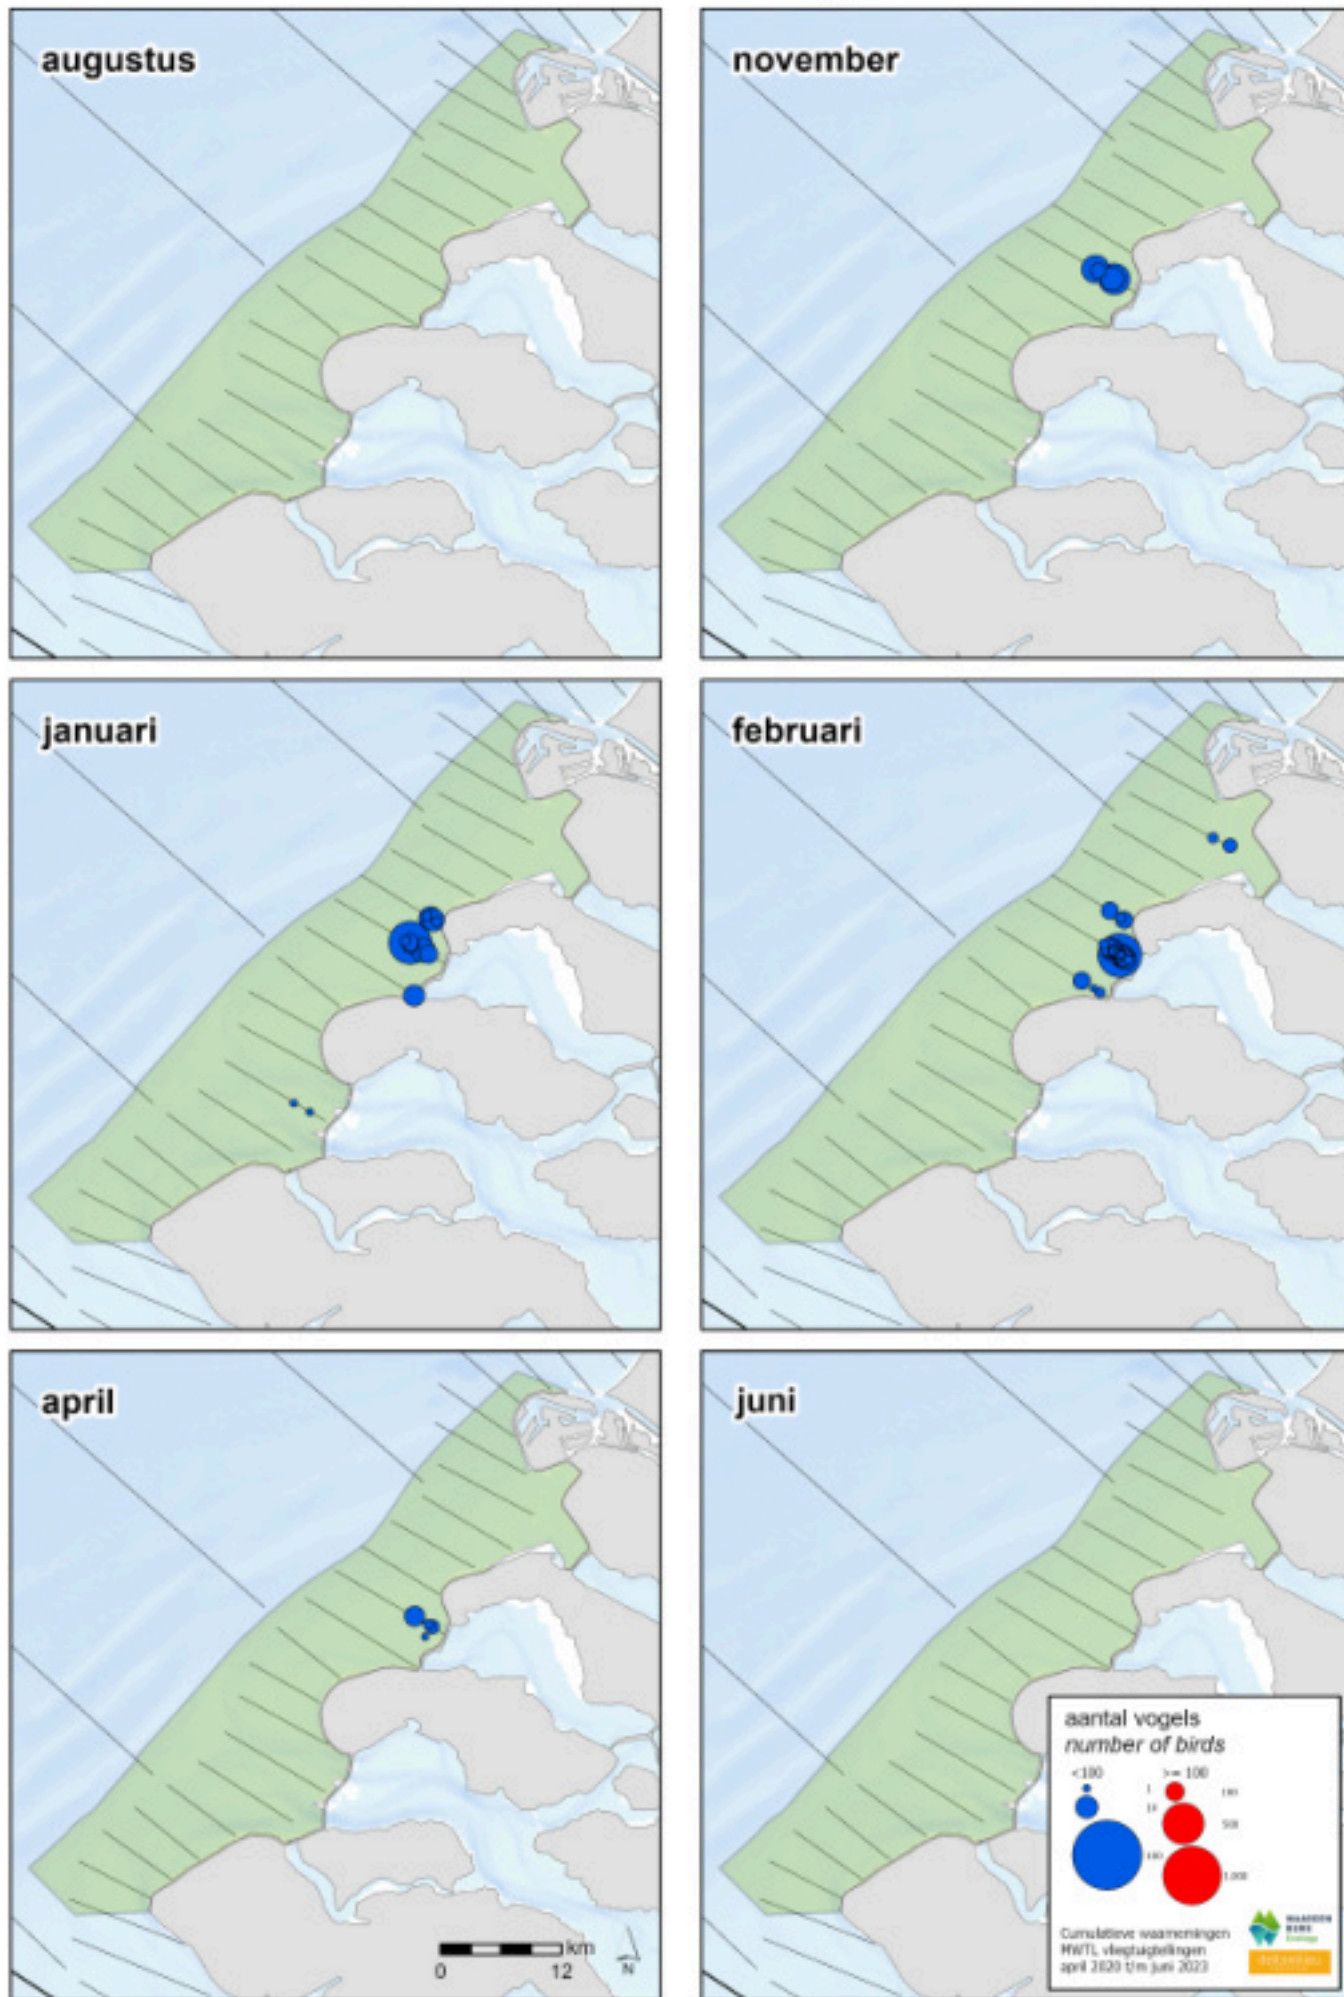 augustus
november
januari
februari
april
juni
km
0 12
N
aantal vogels
number of birds
<100 >= 100
1 100
10 500
100 1.000
Cumulatieve waarnemingen
MWTL vliegtuigtellingen
april 2020 t/m juni 2023